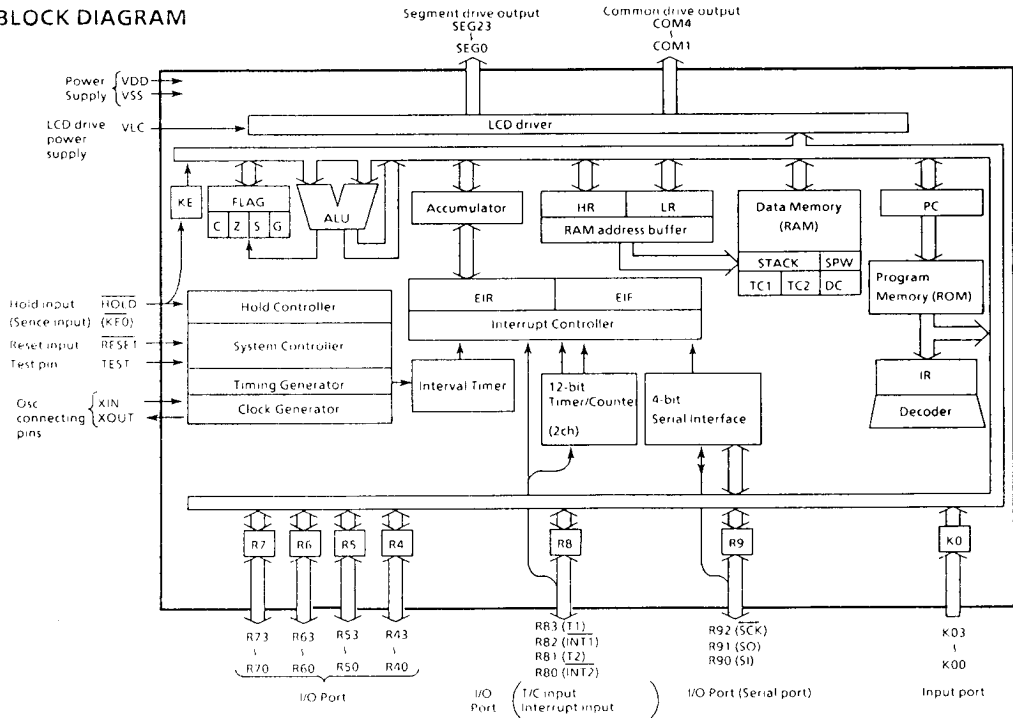 BLOCK DIAGRAM
Segment drive output
SEG23
~
SEG0
Common drive output
COM4
~
COM1
Power Supply
VDD
VSS
LCD drive power supply
VLC
LCD driver
KE
FLAG
C Z S G
ALU
Accumulator
HR LR
RAM address buffer
Data Memory
(RAM)
STACK SPW
TC1 TC2 DC
PC
Program
Memory (ROM)
IR
Decoder
Hold input HOLD
(Sence input) (KE0)
Reset input RESET
Test pin TEST
Osc connecting pins
XIN
XOUT
Hold Controller
System Controller
Timing Generator
Clock Generator
EIR EIF
Interrupt Controller
Interval Timer
12-bit
Timer/Counter
(2ch)
4-bit
Serial Interface
R7 R6 R5 R4 R8 R9 K0
R73 R63 R53 R43
~ ~ ~ ~
R70 R60 R50 R40
I/O Port
R83 (T1)
R82 (INT1)
R81 (T2)
R80 (INT2)
I/O Port
(T/C input
Interrupt input)
R92 (SCK)
R91 (SO)
R90 (SI)
I/O Port (Serial port)
K03
~
K00
Input port